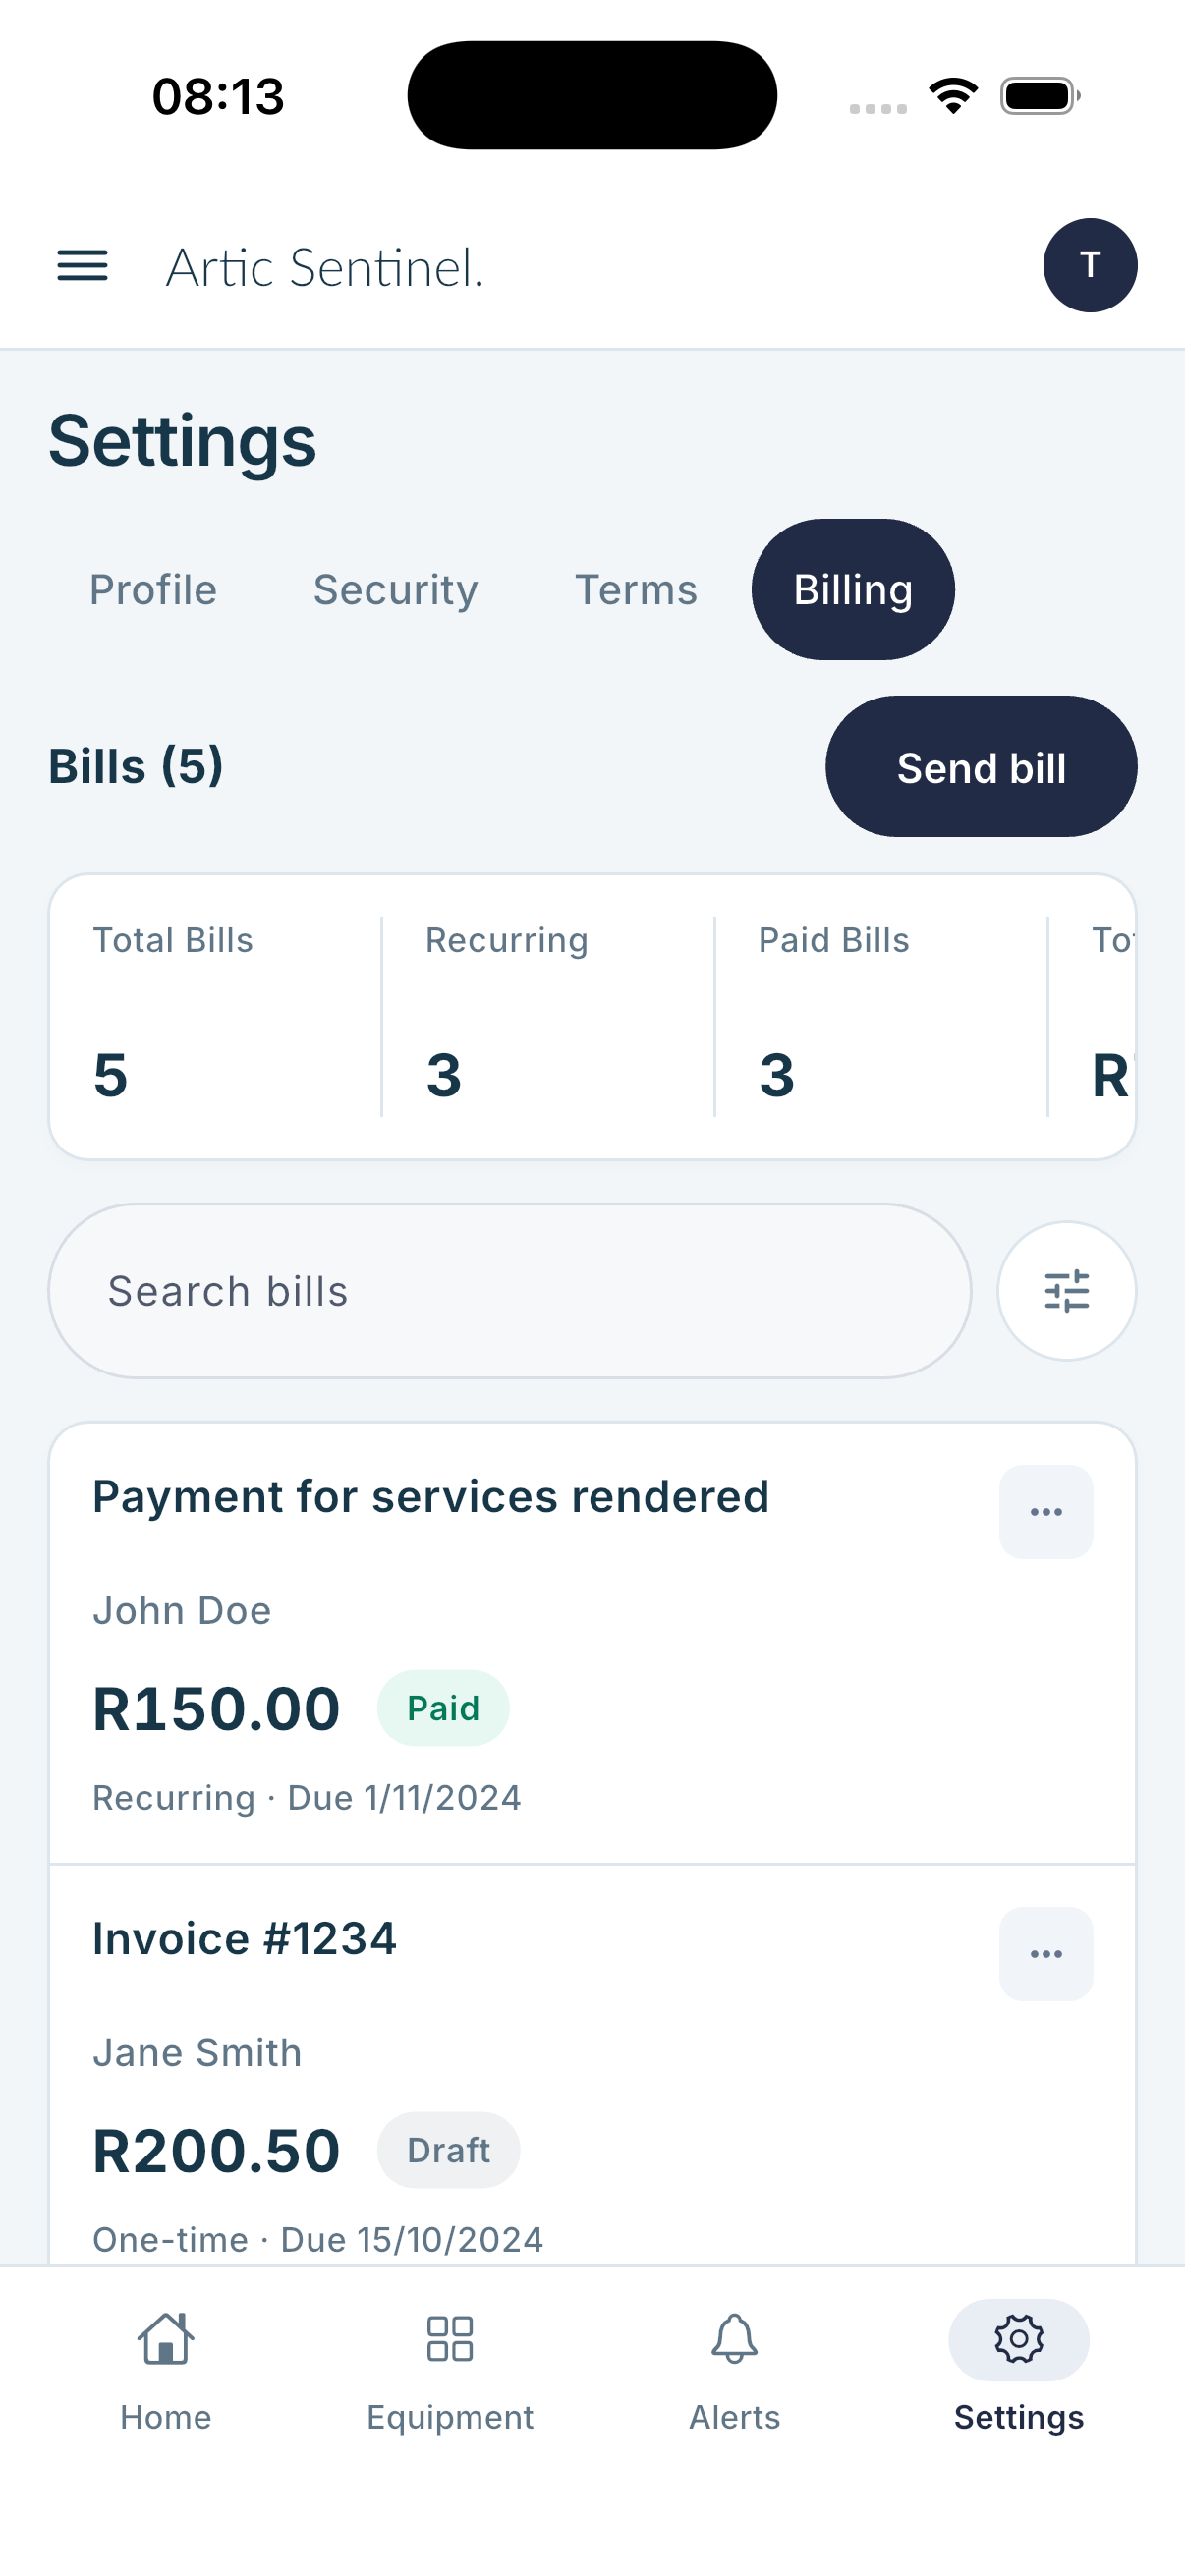 08:13
Artic Sentinel.
T
Settings
Profile Security Terms Billing
Bills (5)
Send bill
Total Bills Recurring Paid Bills
5 3 3
Search bills
Payment for services rendered
John Doe
R150.00 Paid
Recurring · Due 1/11/2024
Invoice #1234
Jane Smith
R200.50 Draft
One-time · Due 15/10/2024
Home Equipment Alerts Settings